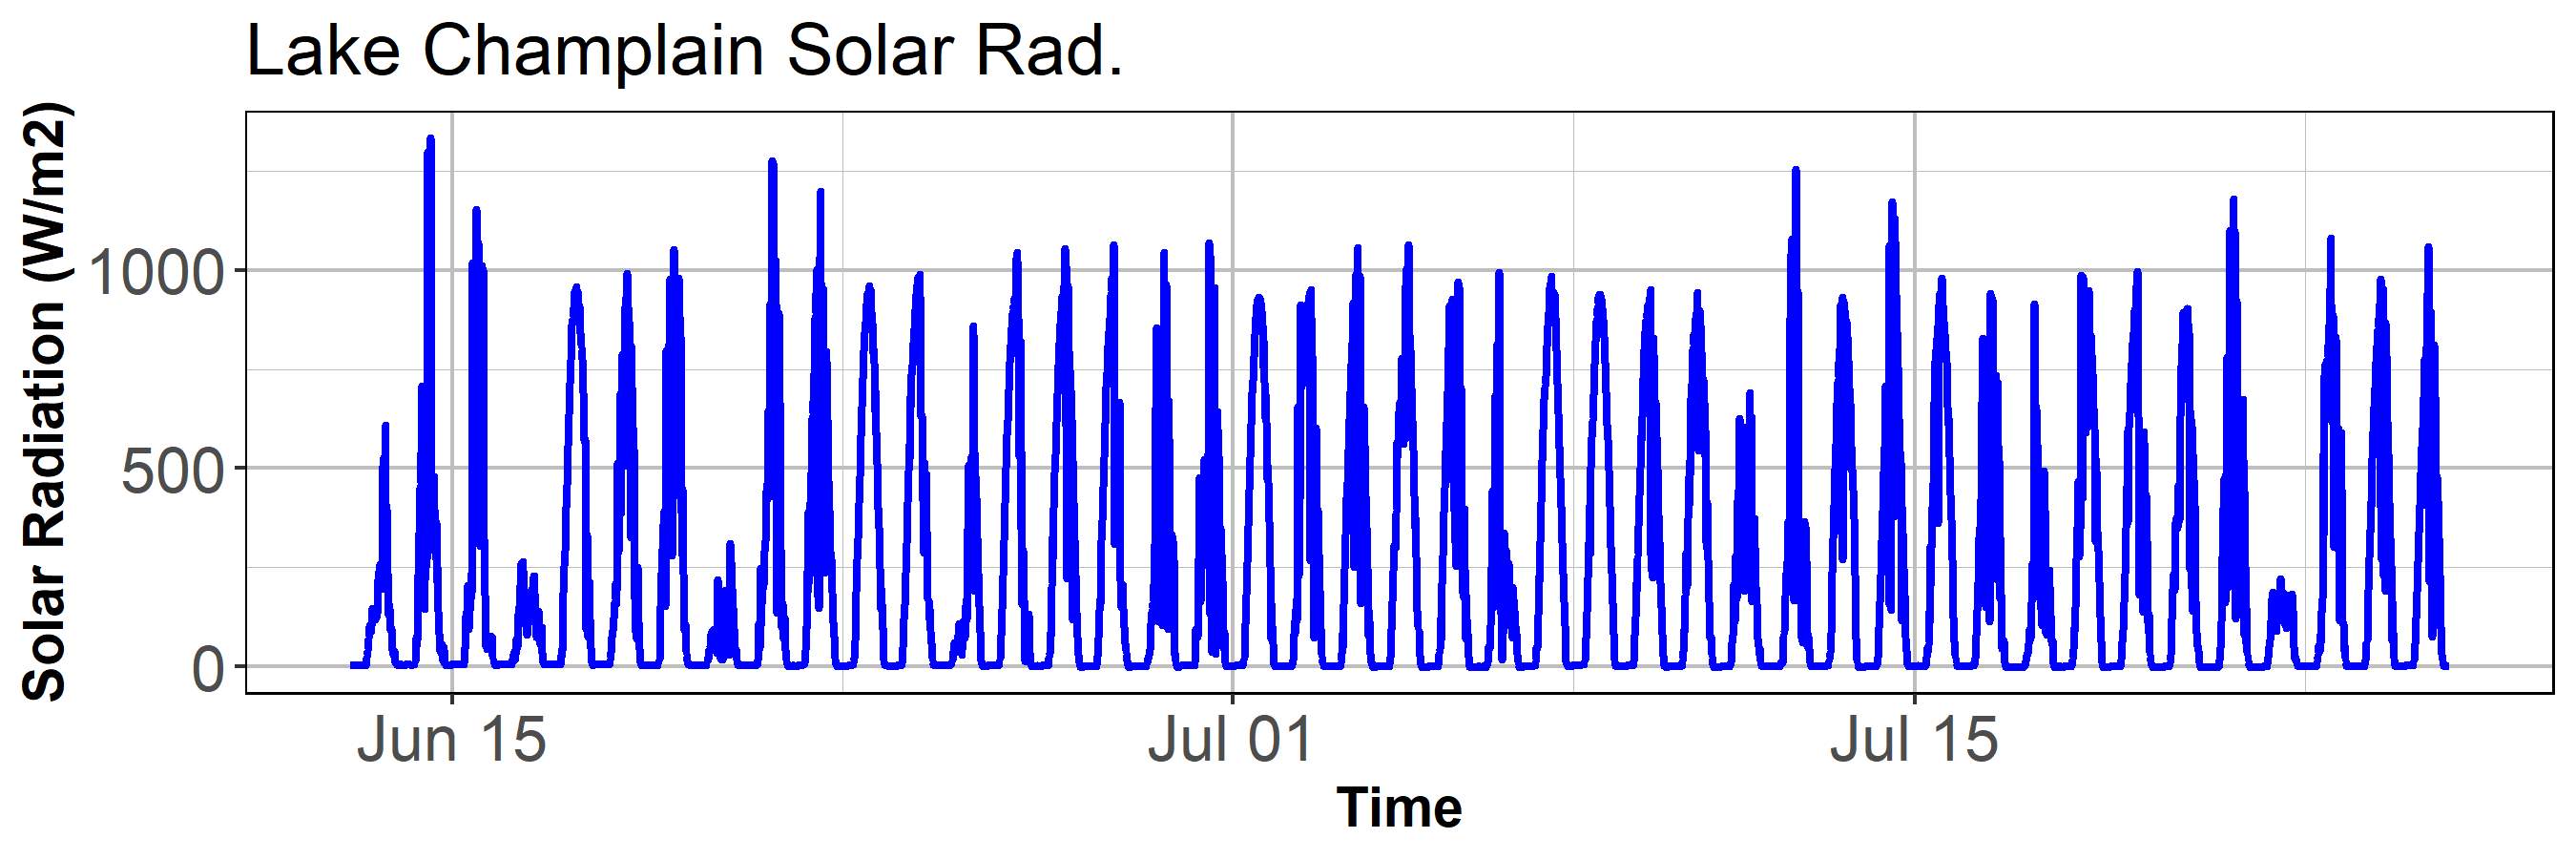 Lake Champlain Solar Rad.
Solar Radiation (W/m2)
1000
500
0
Jun 15
Jul 01
Jul 15
Time